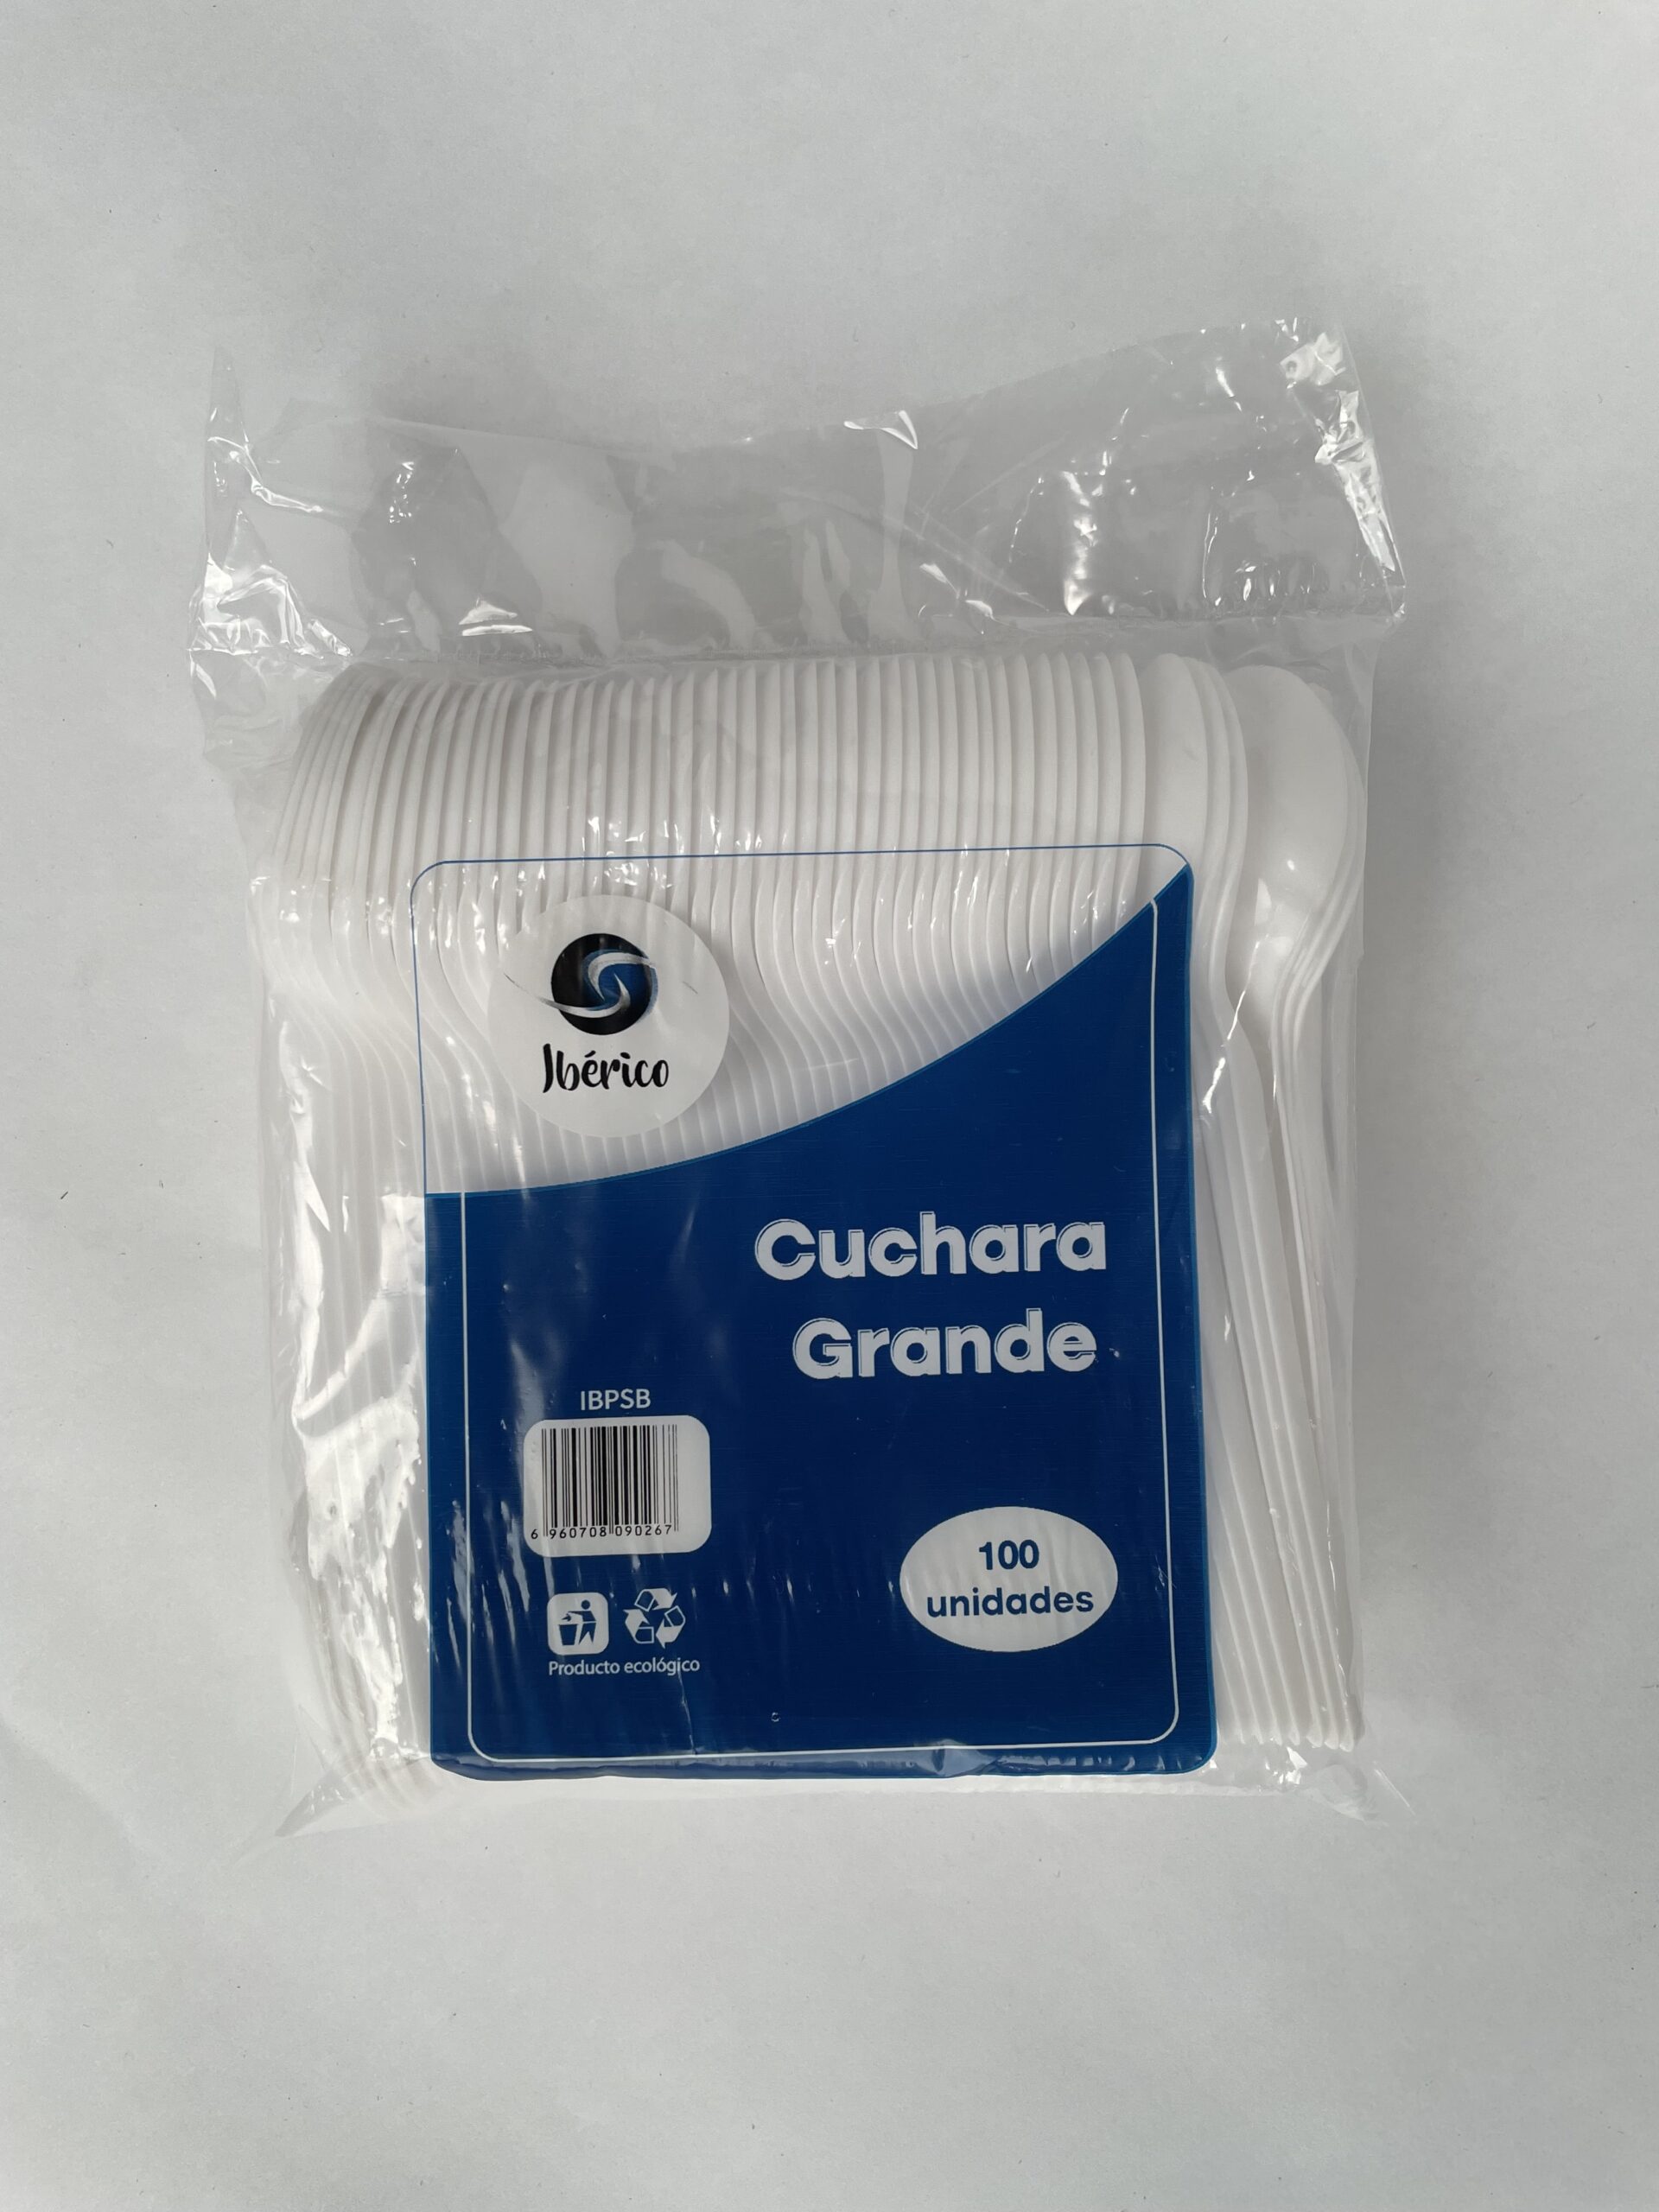 Ibérico
Cuchara
Grande
IBPSB
6 960708 090267
100
unidades
Producto ecológico